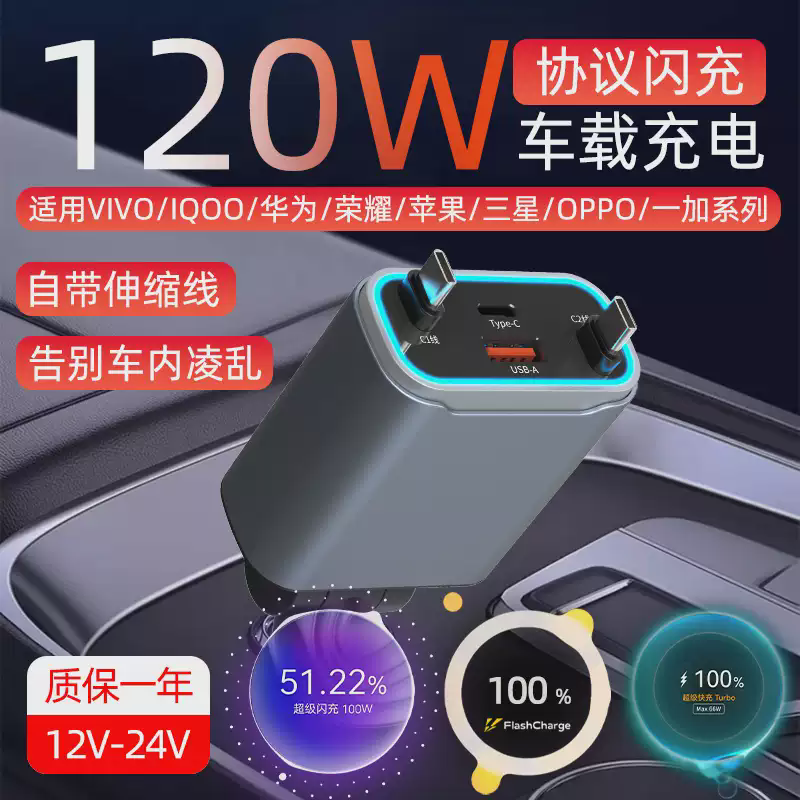 120W
协议闪充
车载充电
适用VIVO/IQOO/华为/荣耀/苹果/三星/OPPO/一加系列
自带伸缩线
告别车内凌乱
Type-C
C1线
C2线
USB-A
51.22%
超级闪充 100W
100 %
FlashCharge
100%
超级快充 Turbo
Max 66W
质保一年
12V-24V